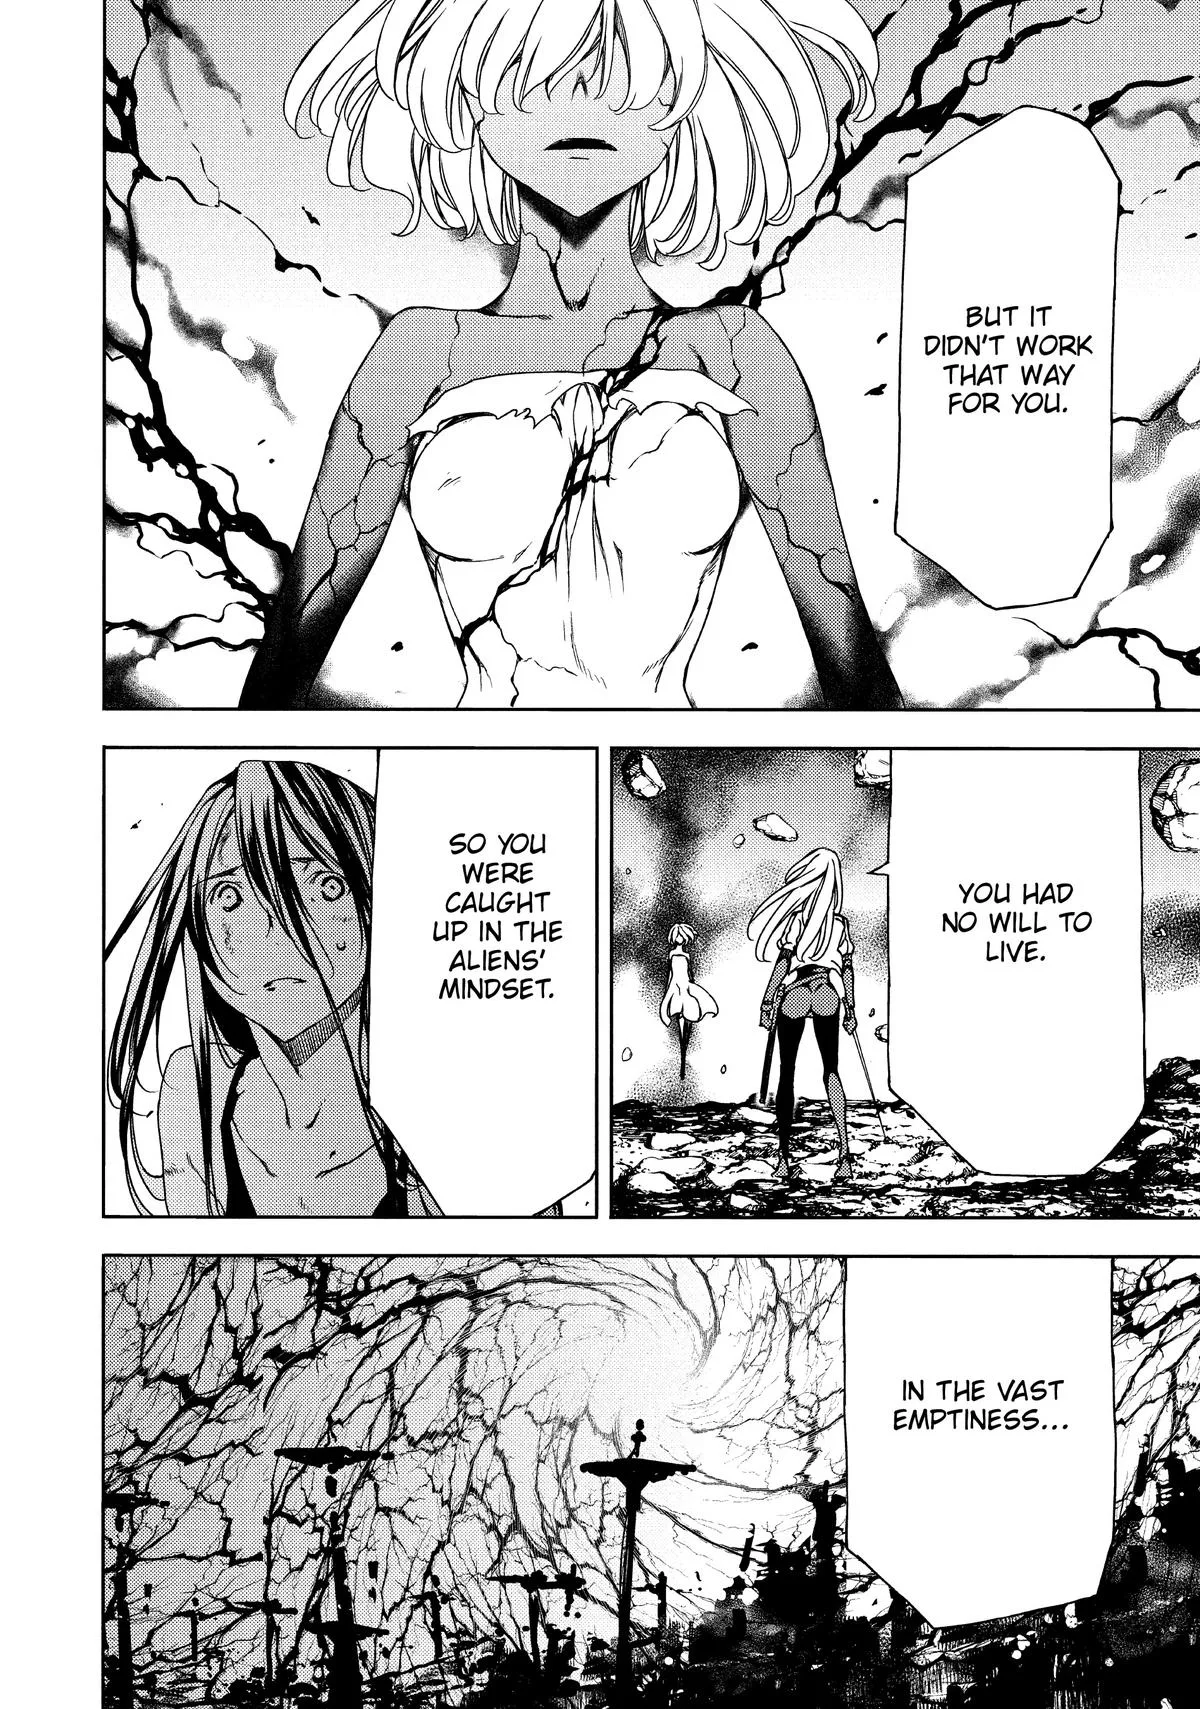 BUT IT
DIDN'T WORK
THAT WAY
FOR YOU.
YOU HAD
NO WILL TO
LIVE.
SO YOU
WERE
CAUGHT
UP IN THE
ALIENS'
MINDSET.
IN THE VAST
EMPTINESS...